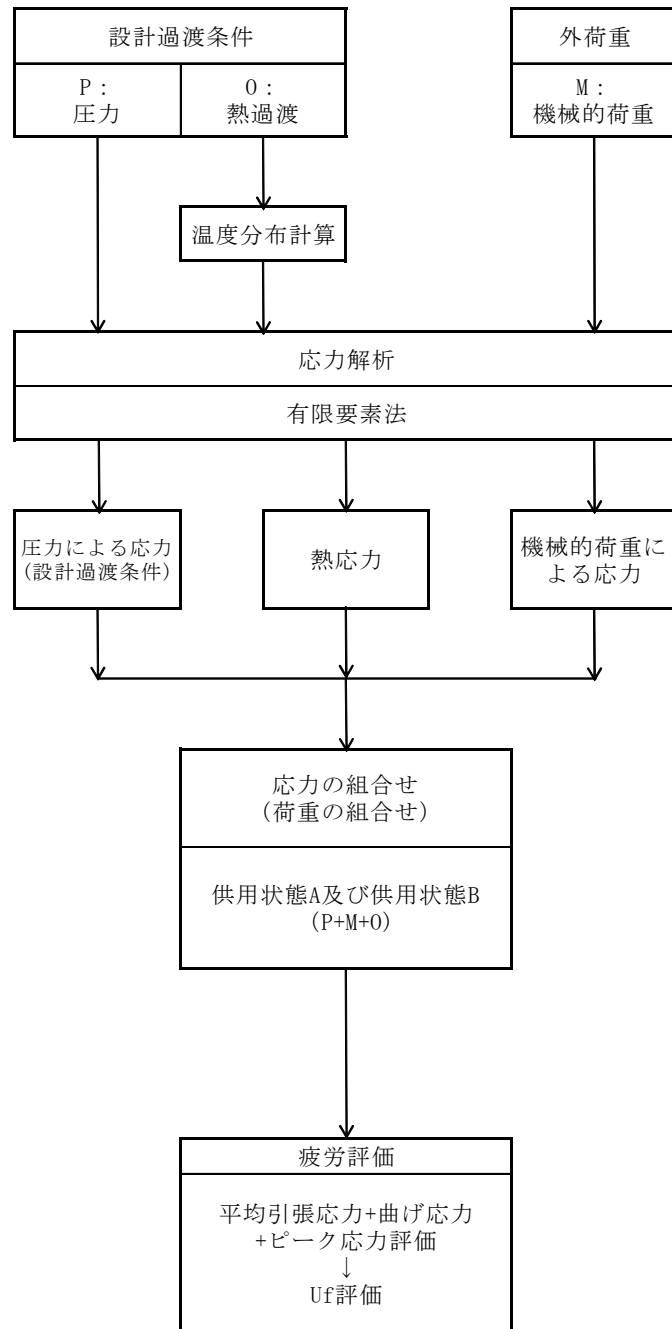 設計過渡条件
外荷重
P：
圧力
O：
熱過渡
M：
機械的荷重
温度分布計算
応力解析
有限要素法
圧力による応力
(設計過渡条件)
熱応力
機械的荷重に
よる応力
応力の組合せ
(荷重の組合せ)
供用状態A及び供用状態B
(P+M+O)
疲労評価
平均引張応力+曲げ応力
+ピーク応力評価
↓
Uf評価